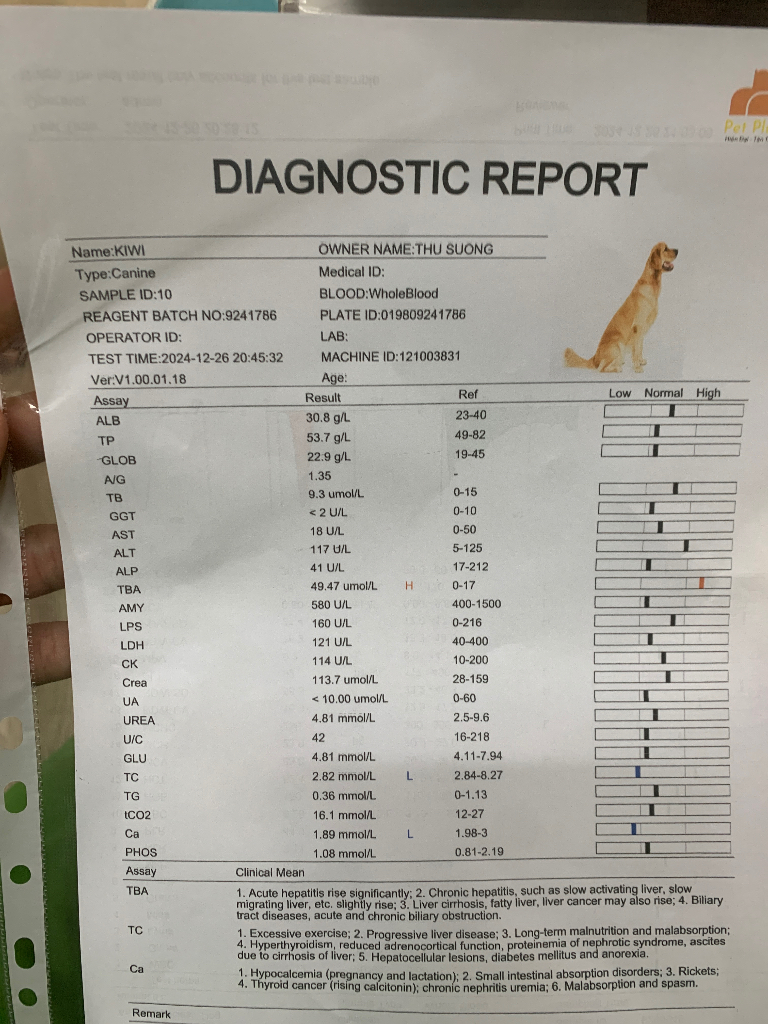 Pet Pl
DIAGNOSTIC REPORT
Name:KIWI OWNER NAME:THU SUONG
Type:Canine Medical ID:
SAMPLE ID:10 BLOOD:WholeBlood
REAGENT BATCH NO:9241786 PLATE ID:019809241786
OPERATOR ID: LAB:
TEST TIME:2024-12-26 20:45:32 MACHINE ID:121003831
Ver:V1.00.01.18 Age:
Assay Result Ref Low Normal High
ALB 30.8 g/L 23-40
TP 53.7 g/L 49-82
GLOB 22.9 g/L 19-45
A/G 1.35 -
TB 9.3 umol/L 0-15
GGT < 2 U/L 0-10
AST 18 U/L 0-50
ALT 117 U/L 5-125
ALP 41 U/L 17-212
TBA 49.47 umol/L H 0-17
AMY 580 U/L 400-1500
LPS 160 U/L 0-216
LDH 121 U/L 40-400
CK 114 U/L 10-200
Crea 113.7 umol/L 28-159
UA < 10.00 umol/L 0-60
UREA 4.81 mmol/L 2.5-9.6
U/C 42 16-218
GLU 4.81 mmol/L 4.11-7.94
TC 2.82 mmol/L L 2.84-8.27
TG 0.36 mmol/L 0-1.13
tCO2 16.1 mmol/L 12-27
Ca 1.89 mmol/L L 1.98-3
PHOS 1.08 mmol/L 0.81-2.19
Assay Clinical Mean
TBA 1. Acute hepatitis rise significantly; 2. Chronic hepatitis, such as slow activating liver, slow
migrating liver, etc. slightly rise; 3. Liver cirrhosis, fatty liver, liver cancer may also rise; 4. Biliary
tract diseases, acute and chronic biliary obstruction.
TC 1. Excessive exercise; 2. Progressive liver disease; 3. Long-term malnutrition and malabsorption;
4. Hyperthyroidism, reduced adrenocortical function, proteinemia of nephrotic syndrome, ascites
due to cirrhosis of liver; 5. Hepatocellular lesions, diabetes mellitus and anorexia.
Ca 1. Hypocalcemia (pregnancy and lactation); 2. Small intestinal absorption disorders; 3. Rickets;
4. Thyroid cancer (rising calcitonin); chronic nephritis uremia; 6. Malabsorption and spasm.
Remark